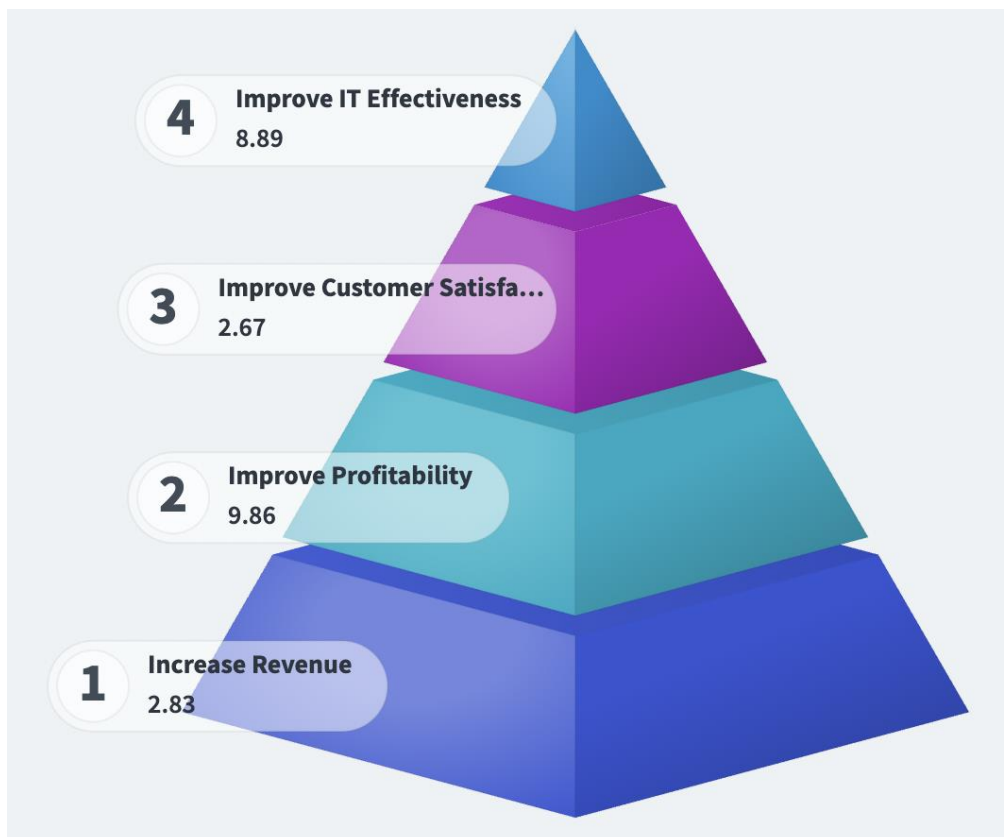 4
Improve IT Effectiveness
8.89
3
Improve Customer Satisfa...
2.67
2
Improve Profitability
9.86
1
Increase Revenue
2.83